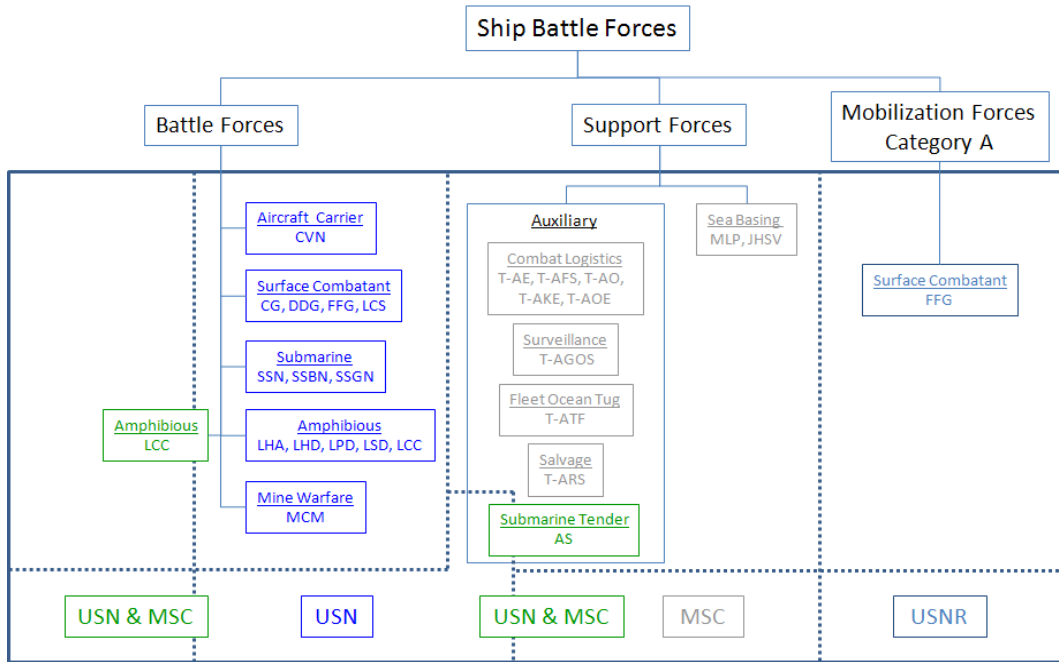 Ship Battle Forces
Battle Forces
Support Forces
Mobilization Forces
Category A
Aircraft Carrier
CVN
Surface Combatant
CG, DDG, FFG, LCS
Submarine
SSN, SSBN, SSGN
Amphibious
LCC
Amphibious
LHA, LHD, LPD, LSD, LCC
Mine Warfare
MCM
Auxiliary
Combat Logistics
T-AE, T-AFS, T-AO,
T-AKE, T-AOE
Surveillance
T-AGOS
Fleet Ocean Tug
T-ATF
Salvage
T-ARS
Submarine Tender
AS
Sea Basing
MLP, JHSV
Surface Combatant
FFG
USN & MSC
USN
USN & MSC
MSC
USNR